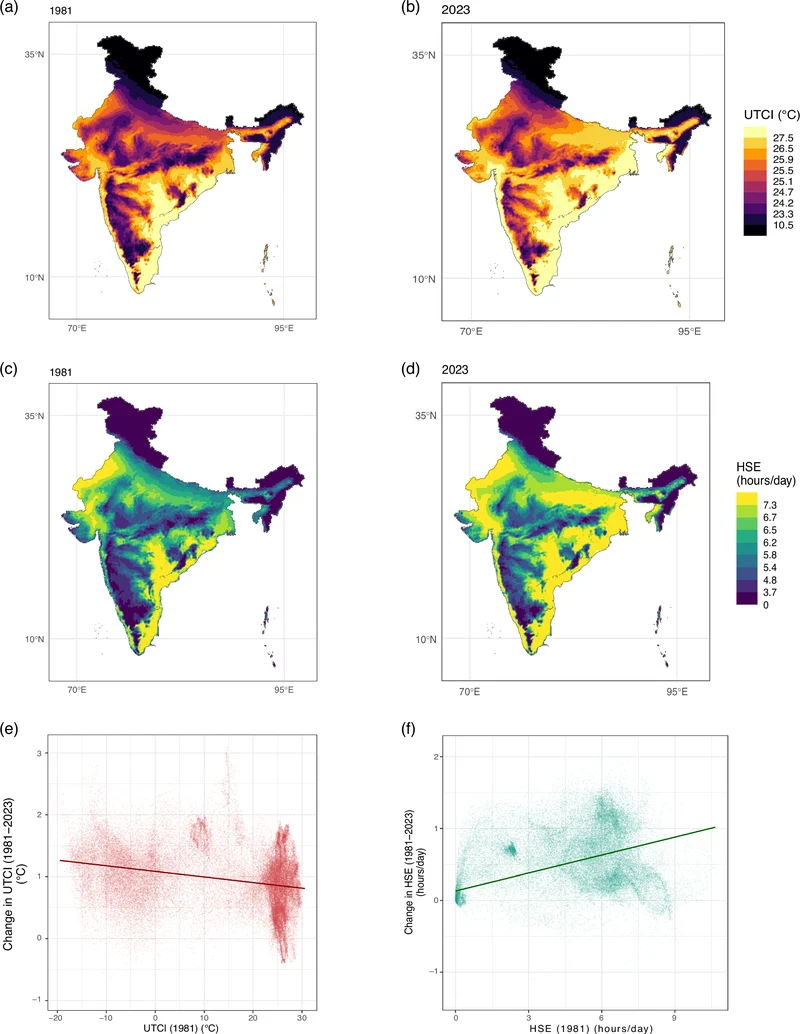 (a)
1981
35°N
10°N
70°E
95°E
(b)
2023
35°N
10°N
70°E
95°E
UTCI (°C)
27.5
26.5
25.9
25.5
25.1
24.7
24.2
23.3
10.5
(c)
1981
35°N
10°N
70°E
95°E
(d)
2023
35°N
10°N
70°E
95°E
HSE
(hours/day)
7.3
6.7
6.5
6.2
5.8
5.4
4.8
3.7
0
(e)
Change in UTCI (1981−2023)
(°C)
3
2
1
0
−1
−20
−10
0
10
20
30
UTCI (1981) (°C)
(f)
Change in HSE (1981−2023)
(hours/day)
2
1
0
−1
0
3
6
9
HSE (1981) (hours/day)